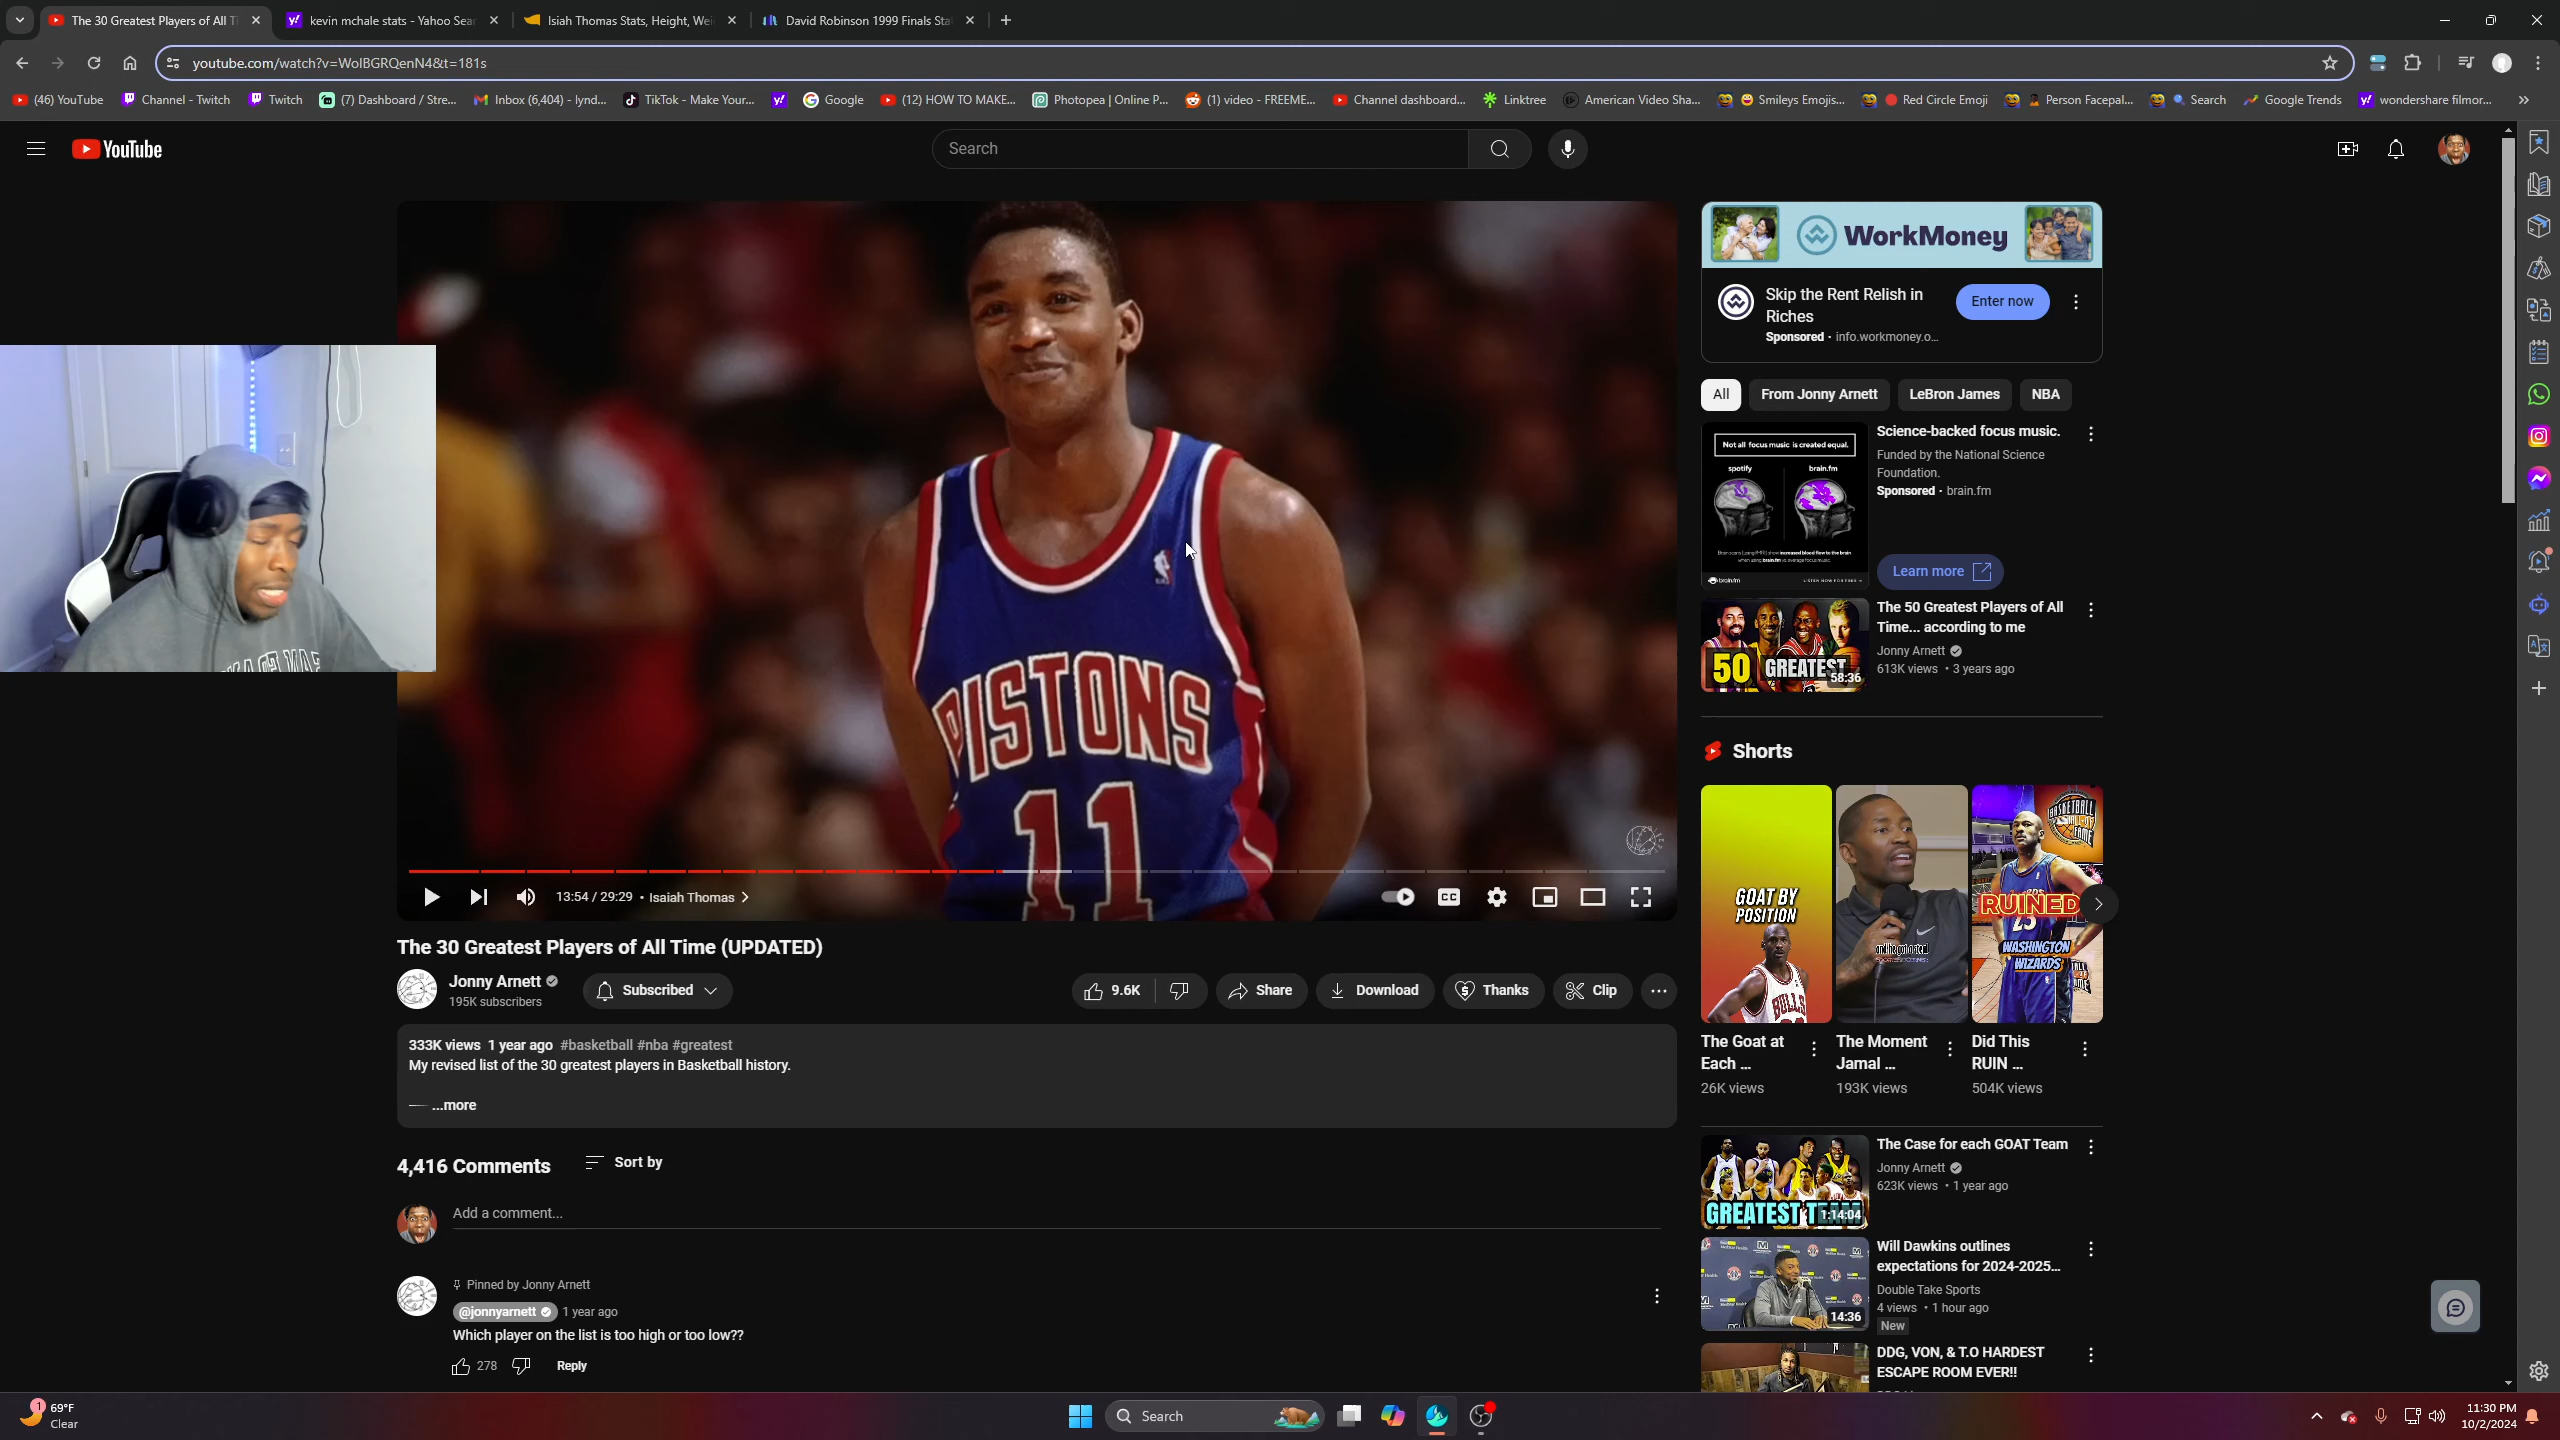 The 30 Greatest Players of All Ti
kevin mchale stats - Yahoo Sear
Isiah Thomas Stats, Height, Wei
David Robinson 1999 Finals Sta
youtube.com/watch?v=WolBGRQenN4&t=181s
(46) YouTube
Channel - Twitch
Twitch
(7) Dashboard / Stre...
Inbox (6,404) - lynd...
TikTok - Make Your...
Google
(12) HOW TO MAKE...
Photopea | Online P...
(1) video - FREEME...
Channel dashboard...
Linktree
American Video Sha...
Smileys Emojis...
Red Circle Emoji
Person Facepal...
Search
Google Trends
wondershare filmor...
YouTube
Search
PISTONS
11
13:54 / 29:29 • Isaiah Thomas
CC
The 30 Greatest Players of All Time (UPDATED)
Jonny Arnett
195K subscribers
Subscribed
9.6K
Share
Download
Thanks
Clip
333K views 1 year ago #basketball #nba #greatest
My revised list of the 30 greatest players in Basketball history.
...more
4,416 Comments
Sort by
Add a comment...
Pinned by Jonny Arnett
@jonnyarnett 1 year ago
Which player on the list is too high or too low??
278
Reply
WorkMoney
Skip the Rent Relish in
Riches
Sponsored · info.workmoney.o...
Enter now
All
From Jonny Arnett
LeBron James
NBA
Not all focus music is created equal.
spotify
brain.fm
Science-backed focus music.
Funded by the National Science
Foundation.
Sponsored · brain.fm
Learn more
50 GREATEST
58:36
The 50 Greatest Players of All
Time... according to me
Jonny Arnett
613K views • 3 years ago
Shorts
GOAT BY
POSITION
BULLS
RUINED
WASHINGTON
WIZARDS
The Goat at
Each ...
26K views
The Moment
Jamal ...
193K views
Did This
RUIN ...
504K views
GREATEST TEAM
1:14:04
The Case for each GOAT Team
Jonny Arnett
623K views • 1 year ago
14:36
Will Dawkins outlines
expectations for 2024-2025...
Double Take Sports
4 views • 1 hour ago
New
DDG, VON, & T.O HARDEST
ESCAPE ROOM EVER!!
1
69°F
Clear
Search
11:30 PM
10/2/2024